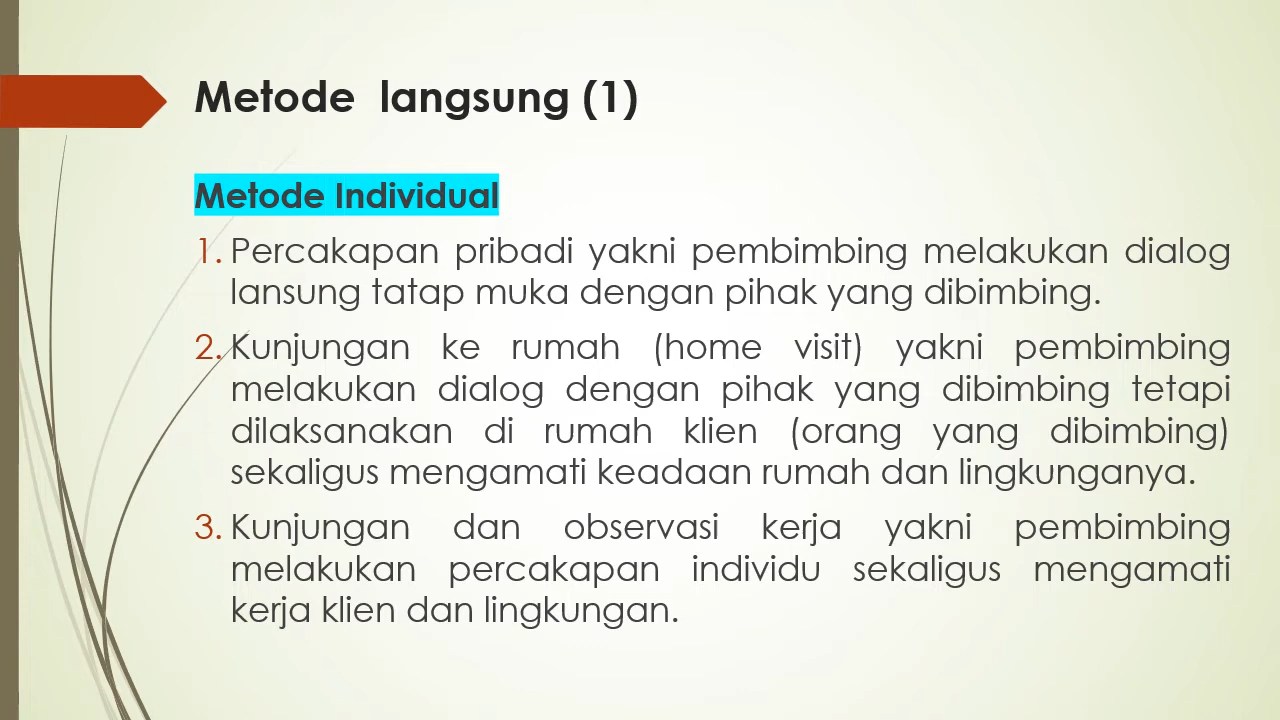 Metode langsung (1)
Metode Individual
1. Percakapan pribadi yakni pembimbing melakukan dialog
lansung tatap muka dengan pihak yang dibimbing.
2. Kunjungan ke rumah (home visit) yakni pembimbing
melakukan dialog dengan pihak yang dibimbing tetapi
dilaksanakan di rumah klien (orang yang dibimbing)
sekaligus mengamati keadaan rumah dan lingkunganya.
3. Kunjungan dan observasi kerja yakni pembimbing
melakukan percakapan individu sekaligus mengamati
kerja klien dan lingkungan.